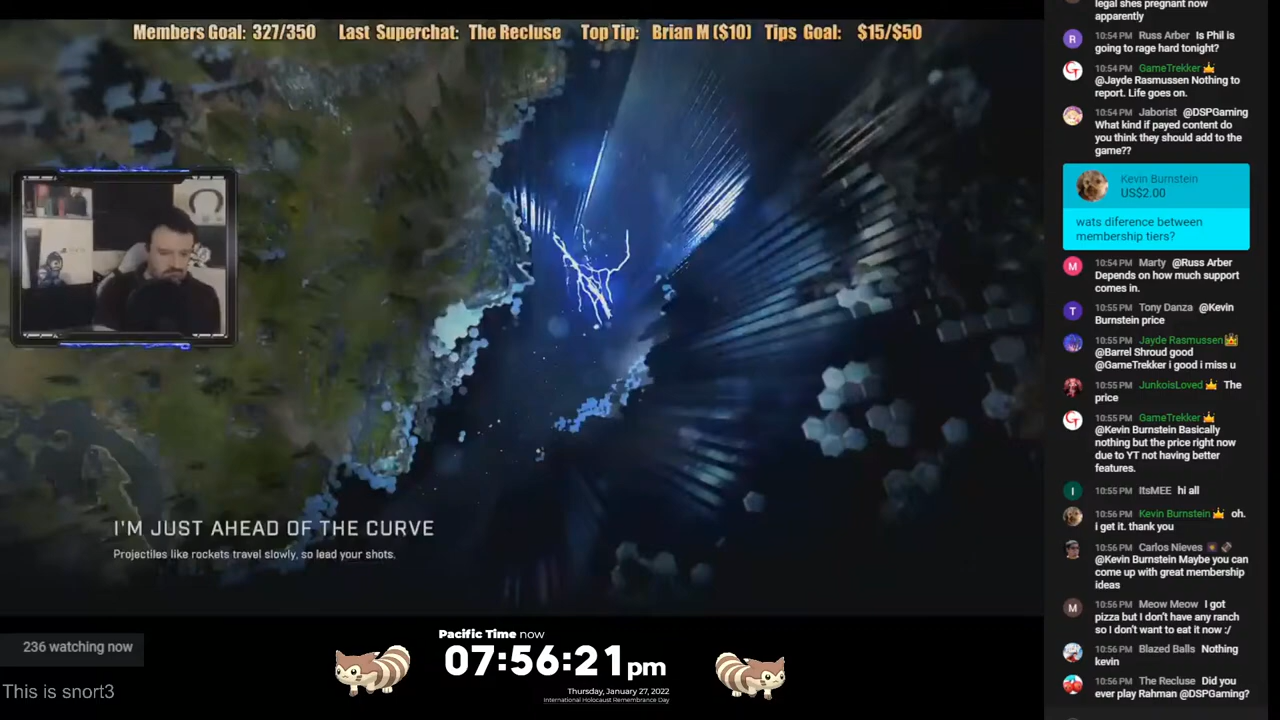 Members Goal: 327/350 Last Superchat: The Recluse Top Tip: Brian M ($10) Tips Goal: $15/$50
I'M JUST AHEAD OF THE CURVE
Projectiles like rockets travel slowly, so lead your shots.
236 watching now
This is snort3
Pacific Time now
07:56:21pm
Thursday, January 27, 2022
International Holocaust Remembrance Day
legal shes pregnant now
apparently
10:54 PM Russ Arber Is Phil is
going to rage hard tonight?
10:54 PM GameTrekker
@Jayde Rasmussen Nothing to
report. Life goes on.
10:54 PM Jaborist @DSPGaming
What kind if payed content do
you think they should add to the
game??
Kevin Burnstein
US$2.00
wats diference between
membership tiers?
10:54 PM Marty @Russ Arber
Depends on how much support
comes in.
10:55 PM Tony Danza @Kevin
Burnstein price
10:55 PM Jayde Rasmussen
@Barrel Shroud good
@GameTrekker i good i miss u
10:55 PM JunkoisLoved The
price
10:55 PM GameTrekker
@Kevin Burnstein Basically
nothing but the price right now
due to YT not having better
features.
10:55 PM ItsMEE hi all
10:56 PM Kevin Burnstein oh.
i get it. thank you
10:56 PM Carlos Nieves
@Kevin Burnstein Maybe you can
come up with great membership
ideas
10:56 PM Meow Meow I got
pizza but I don't have any ranch
so I don't want to eat it now :/
10:56 PM Blazed Balls Nothing
kevin
10:56 PM The Recluse Did you
ever play Rahman @DSPGaming?